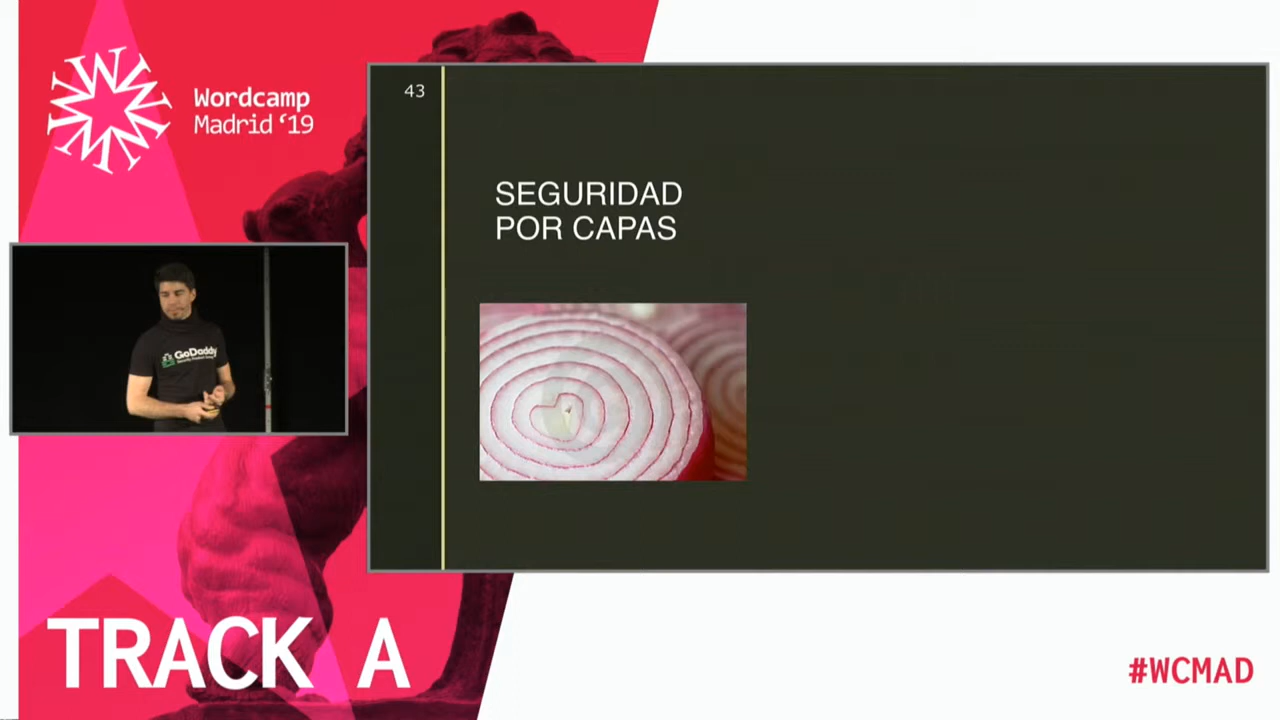 Wordcamp
Madrid ‘19
43
SEGURIDAD
POR CAPAS
GoDaddy
TRACK A
#WCMAD